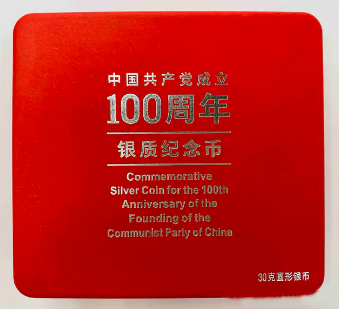 中国共产党成立
100周年
银质纪念币
Commemorative
Silver Coin for the 100th
Anniversary of the
Founding of the
Communist Party of China
30克圆形银币